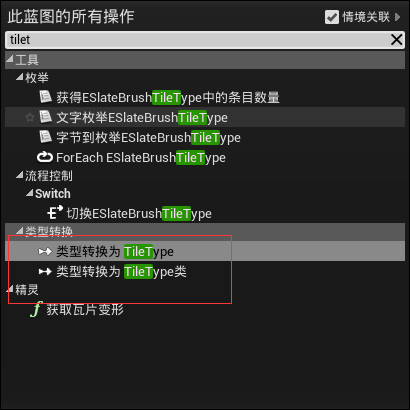 此蓝图的所有操作 情境关联
tilet
工具
枚举
获得ESlateBrushTileType中的条目数量
文字枚举ESlateBrushTileType
字节到枚举ESlateBrushTileType
ForEach ESlateBrushTileType
流程控制
Switch
切换ESlateBrushTileType
类型转换
类型转换为 TileType
类型转换为 TileType类
精灵
获取瓦片变形